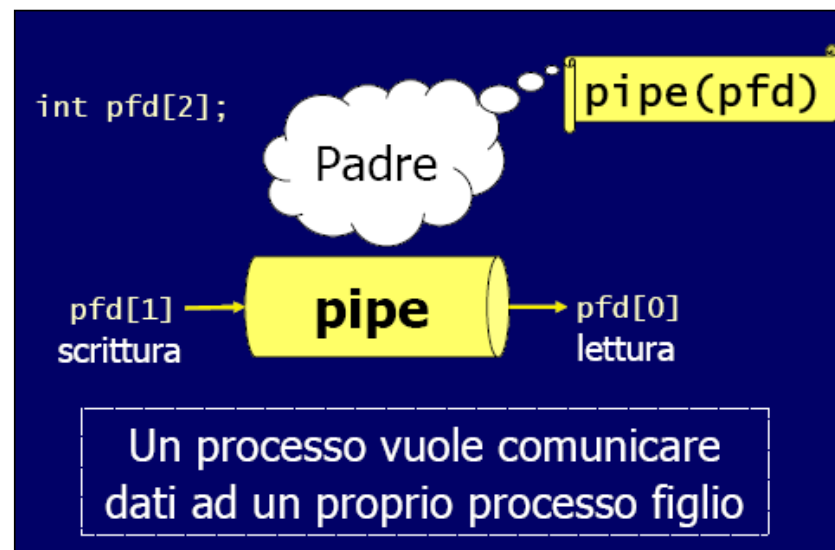 int pfd[2];
pipe(pfd)
Padre
pfd[1]
scrittura
pipe
pfd[0]
lettura
Un processo vuole comunicare
dati ad un proprio processo figlio